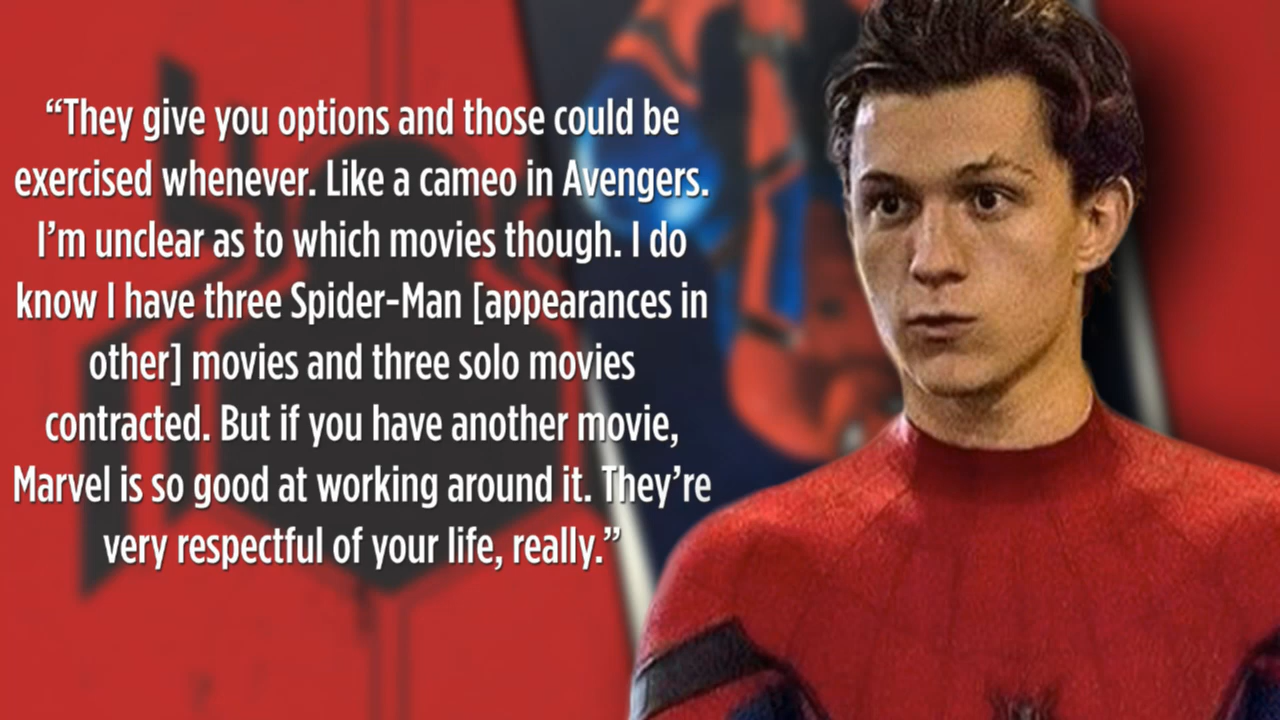 “They give you options and those could be
exercised whenever. Like a cameo in Avengers.
I’m unclear as to which movies though. I do
know I have three Spider-Man [appearances in
other] movies and three solo movies
contracted. But if you have another movie,
Marvel is so good at working around it. They’re
very respectful of your life, really.”